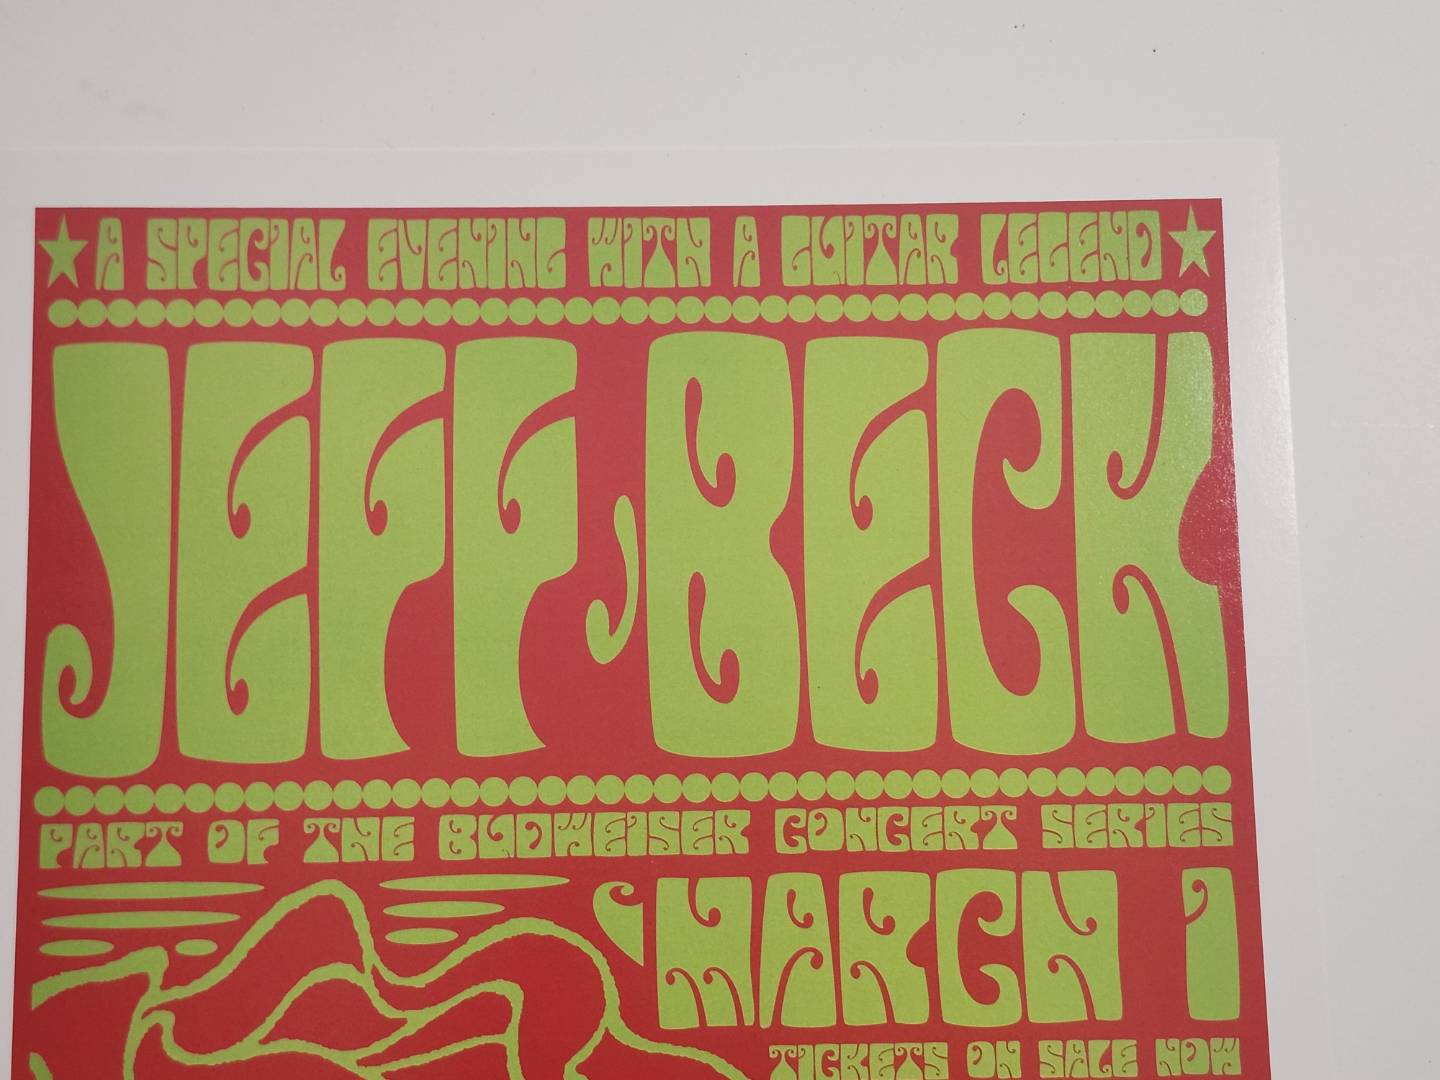 A SPECIAL EVENING WITH A GUITAR LEGEND
JEFF BECK
PART OF THE BUDWEISER CONCERT SERIES
MARCH 1
TICKETS ON SALE NOW